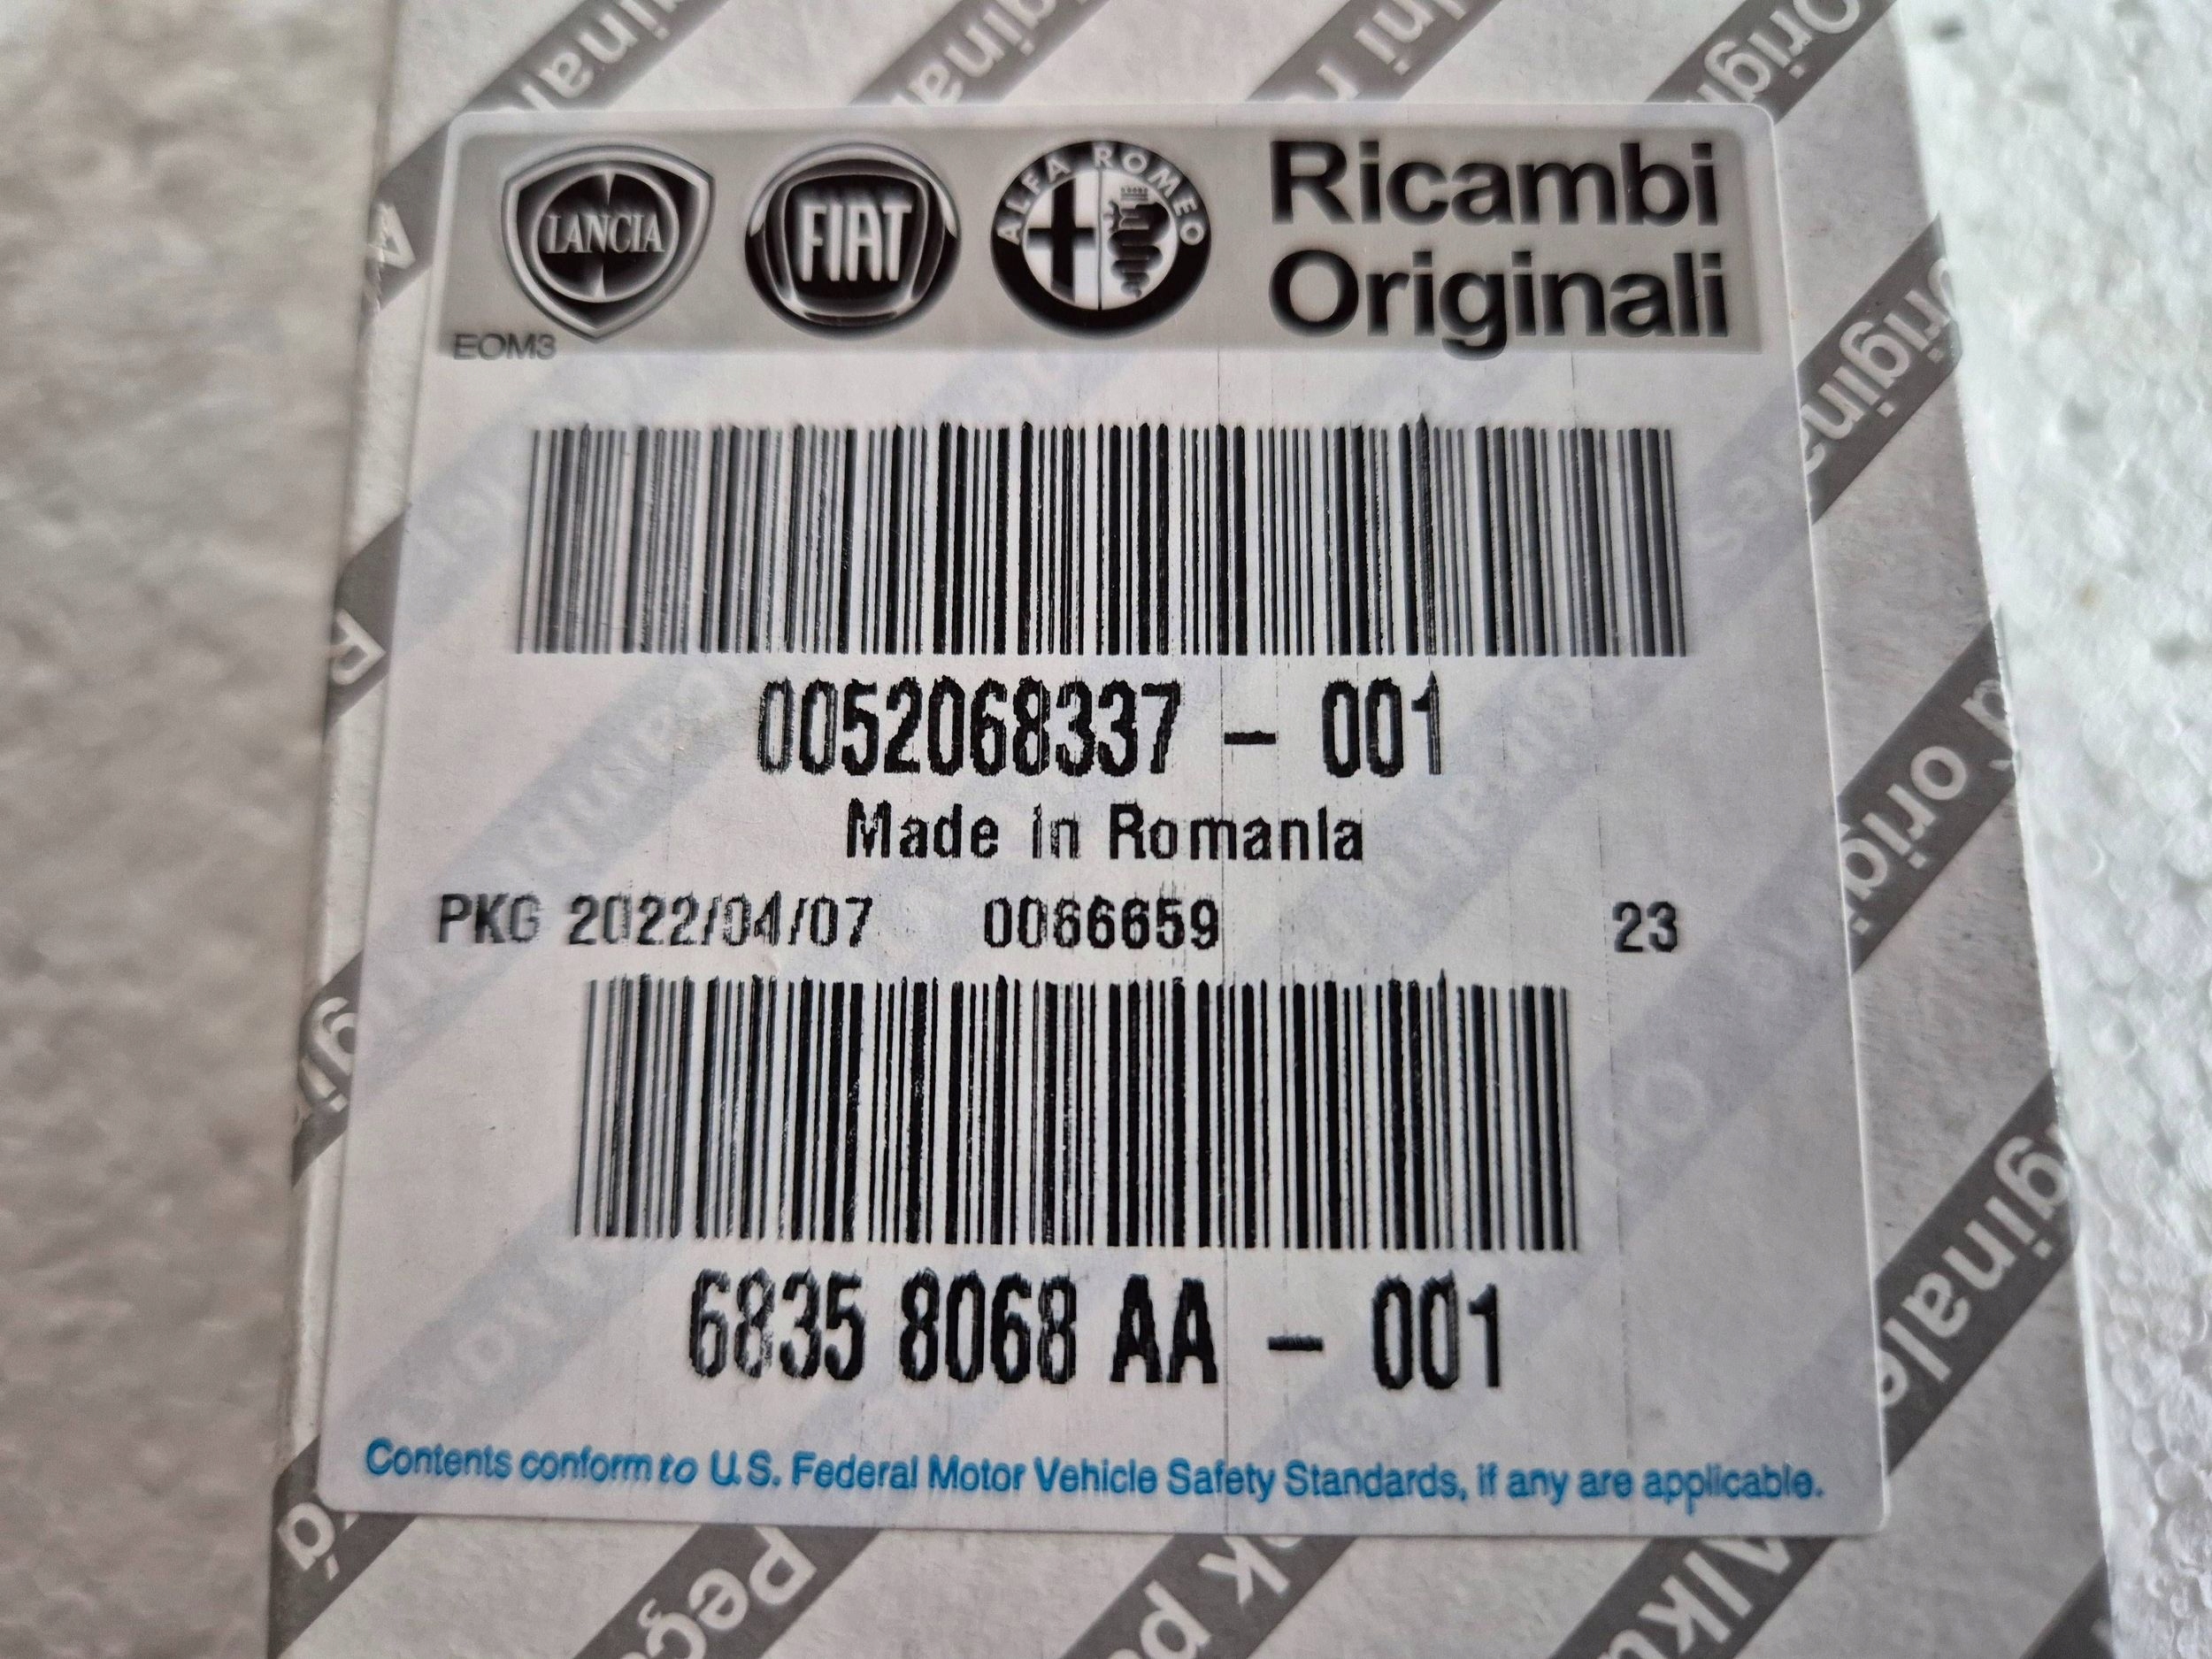 LANCIA FIAT ALFA ROMEO Ricambi
Originali
EOM3
0052068337 - 001
Made in Romania
PKG 2022/04/07 0066659 23
6835 8068 AA - 001
Contents conform to U.S. Federal Motor Vehicle Safety Standards, if any are applicable.